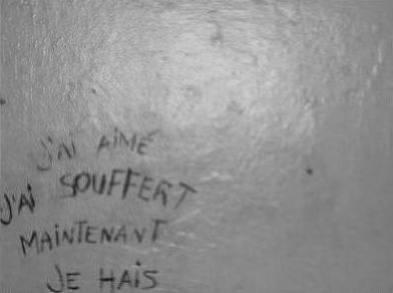 J'AI AIMÉ
J'AI SOUFFERT
MAINTENANT
JE HAIS